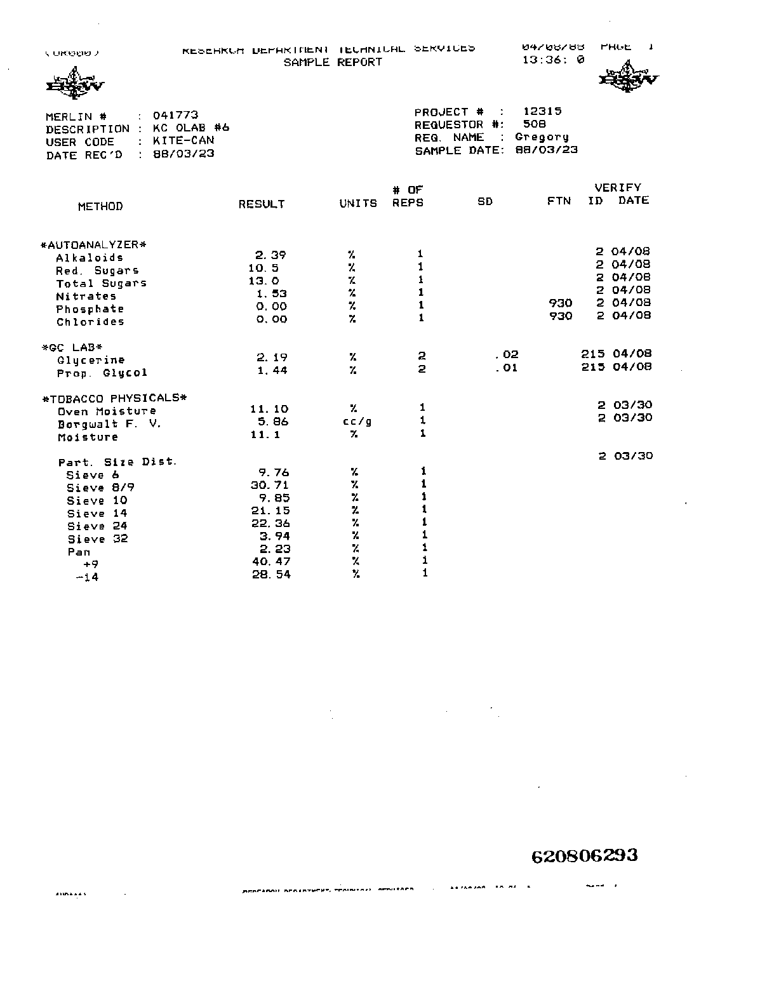 RESEARCH DEPARTMENT TECHNICAL SERVICES 04/08/88 PAGE 1
SAMPLE REPORT 13:36: 0
B&W B&W
MERLIN # : 041773 PROJECT # : 12315
DESCRIPTION : KC OLAB #6 REQUESTOR #: 508
USER CODE : KITE-CAN REQ. NAME : Gregory
DATE REC'D : 88/03/23 SAMPLE DATE: 88/03/23
# OF VERIFY
METHOD RESULT UNITS REPS SD FTN ID DATE
*AUTOANALYZER*
Alkaloids 2.39 % 1 2 04/08
Red. Sugars 10.5 % 1 2 04/08
Total Sugars 13.0 % 1 2 04/08
Nitrates 1.53 % 1 2 04/08
Phosphate 0.00 % 1 930 2 04/08
Chlorides 0.00 % 1 930 2 04/08
*GC LAB*
Glycerine 2.19 % 2 .02 215 04/08
Prop. Glycol 1.44 % 2 .01 215 04/08
*TOBACCO PHYSICALS*
Oven Moisture 11.10 % 1 2 03/30
Borgwalt F. V. 5.86 cc/g 1 2 03/30
Moisture 11.1 % 1
Part. Size Dist. 2 03/30
Sieve 6 9.76 % 1
Sieve 8/9 30.71 % 1
Sieve 10 9.85 % 1
Sieve 14 21.15 % 1
Sieve 24 22.36 % 1
Sieve 32 3.94 % 1
Pan 2.23 % 1
+9 40.47 % 1
-14 28.54 % 1
620806293
RESEARCH DEPARTMENT TECHNICAL SERVICES